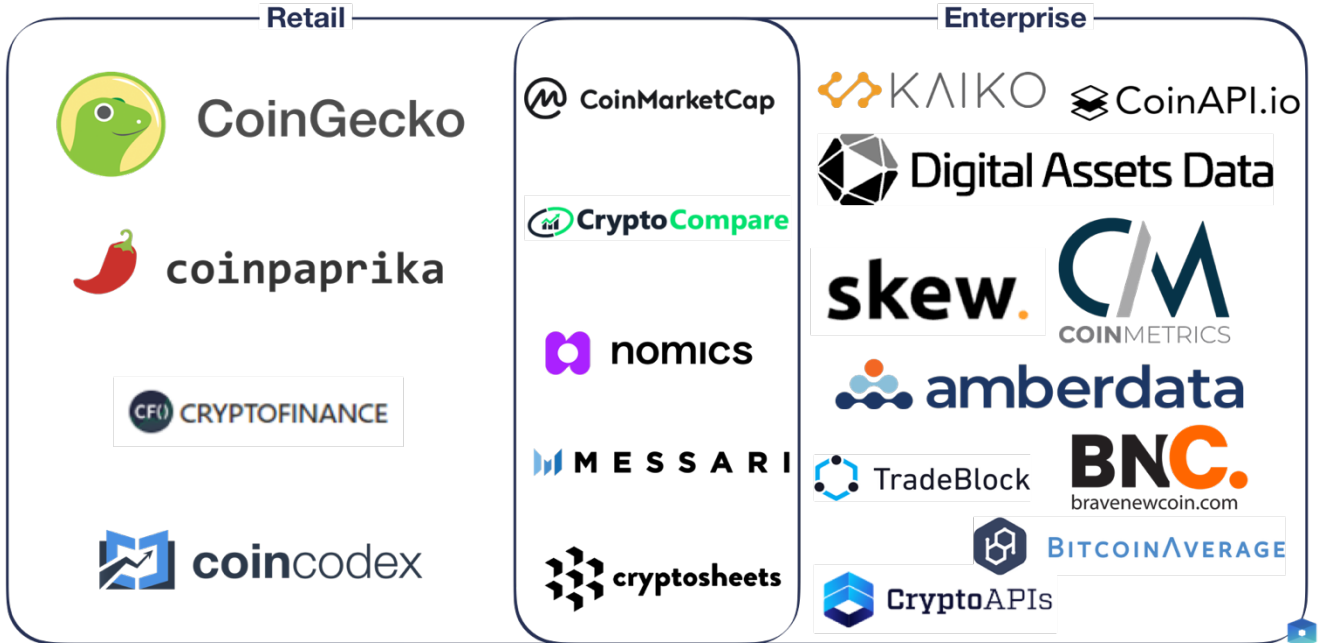 Retail
Enterprise
CoinGecko
coinpaprika
CF() CRYPTOFINANCE
coincodex
CoinMarketCap
CryptoCompare
nomics
MESSARI
cryptosheets
KAIKO
CoinAPI.io
Digital Assets Data
skew.
CM
COINMETRICS
amberdata
TradeBlock
BNC.
bravenewcoin.com
BITCOINAVERAGE
CryptoAPIs